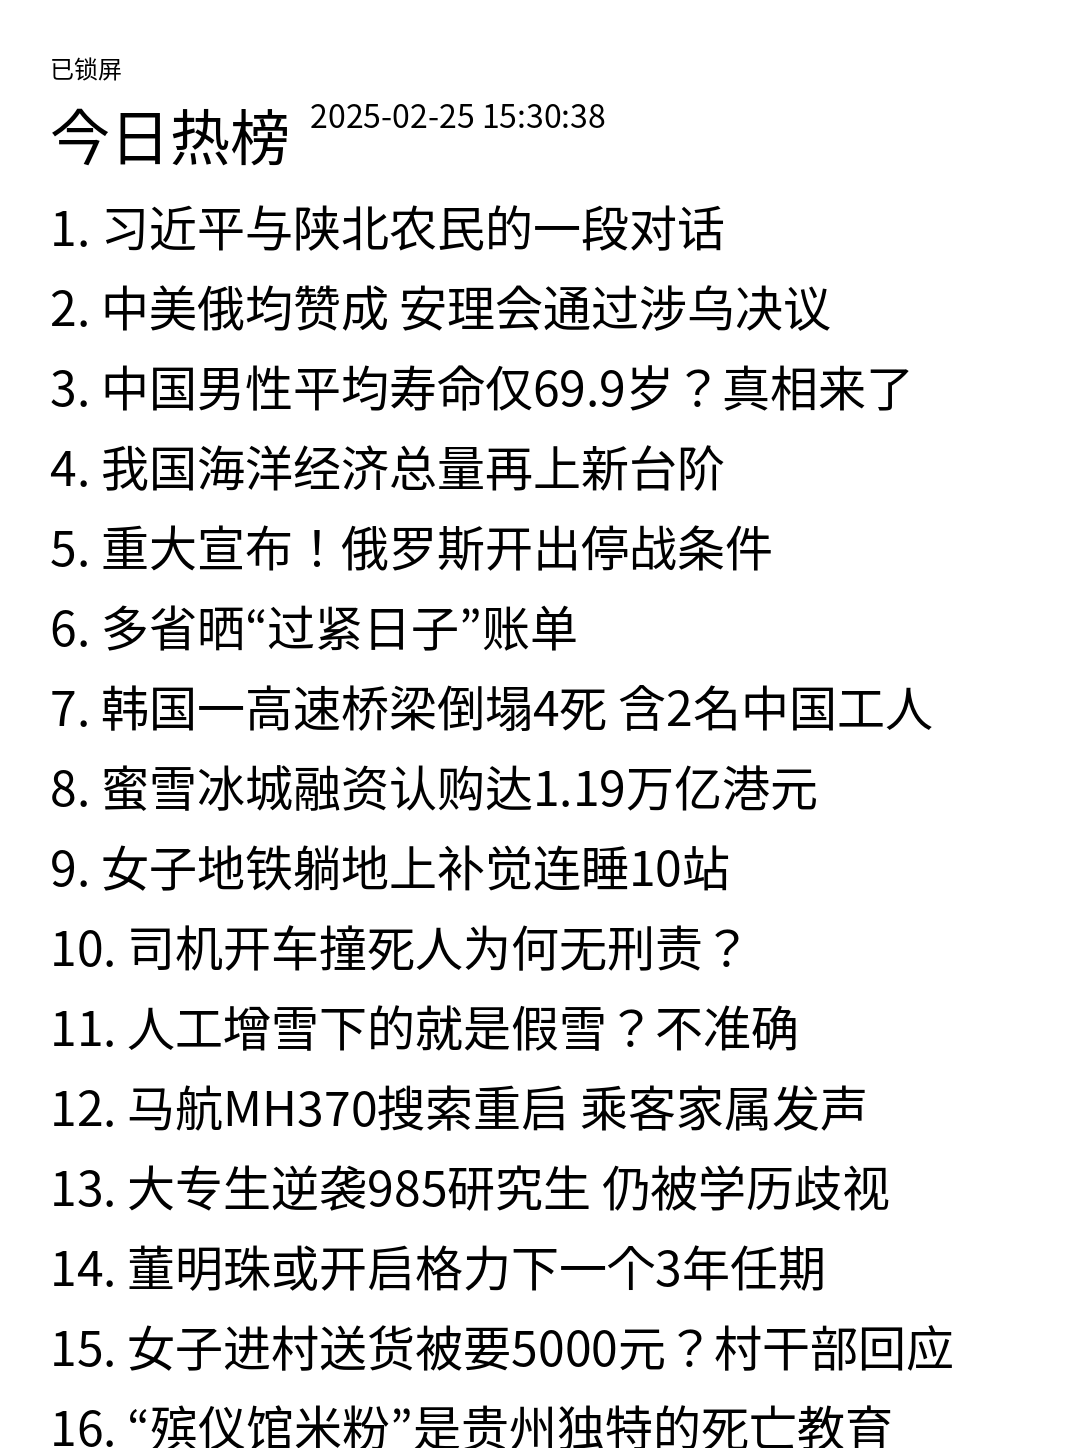 已锁屏
今日热榜 2025-02-25 15:30:38
1. 习近平与陕北农民的一段对话
2. 中美俄均赞成 安理会通过涉乌决议
3. 中国男性平均寿命仅69.9岁？真相来了
4. 我国海洋经济总量再上新台阶
5. 重大宣布！俄罗斯开出停战条件
6. 多省晒“过紧日子”账单
7. 韩国一高速桥梁倒塌4死 含2名中国工人
8. 蜜雪冰城融资认购达1.19万亿港元
9. 女子地铁躺地上补觉连睡10站
10. 司机开车撞死人为何无刑责？
11. 人工增雪下的就是假雪？不准确
12. 马航MH370搜索重启 乘客家属发声
13. 大专生逆袭985研究生 仍被学历歧视
14. 董明珠或开启格力下一个3年任期
15. 女子进村送货被要5000元？村干部回应
16. “殡仪馆米粉”是贵州独特的死亡教育